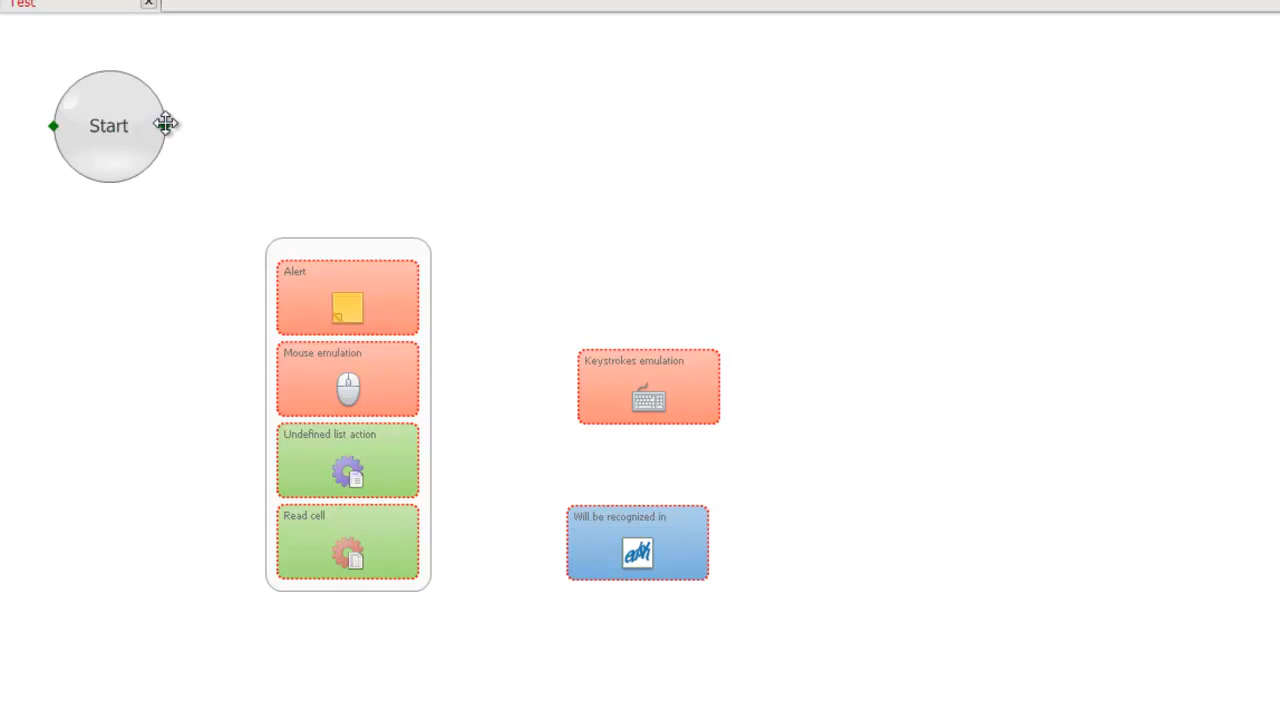 Test
Start
Alert
Mouse emulation
Keystrokes emulation
Undefined list action
Read cell
Will be recognized in